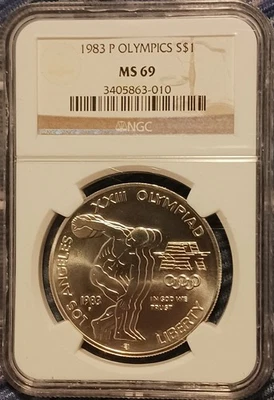 1983 P OLYMPICS S$1
MS 69
3405863-010
NGC
LOS ANGELES XXIII OLYMPIAD
1983
P
IN GOD WE
TRUST
LIBERTY